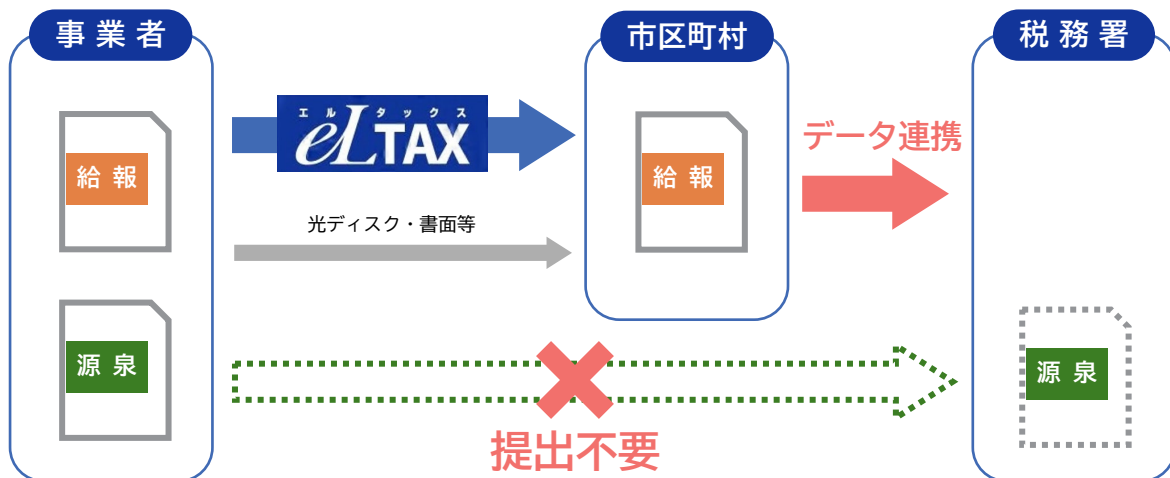 事業者
市区町村
税務署
エルタックス
eLTAX
給報
給報
データ連携
光ディスク・書面等
源泉
源泉
提出不要